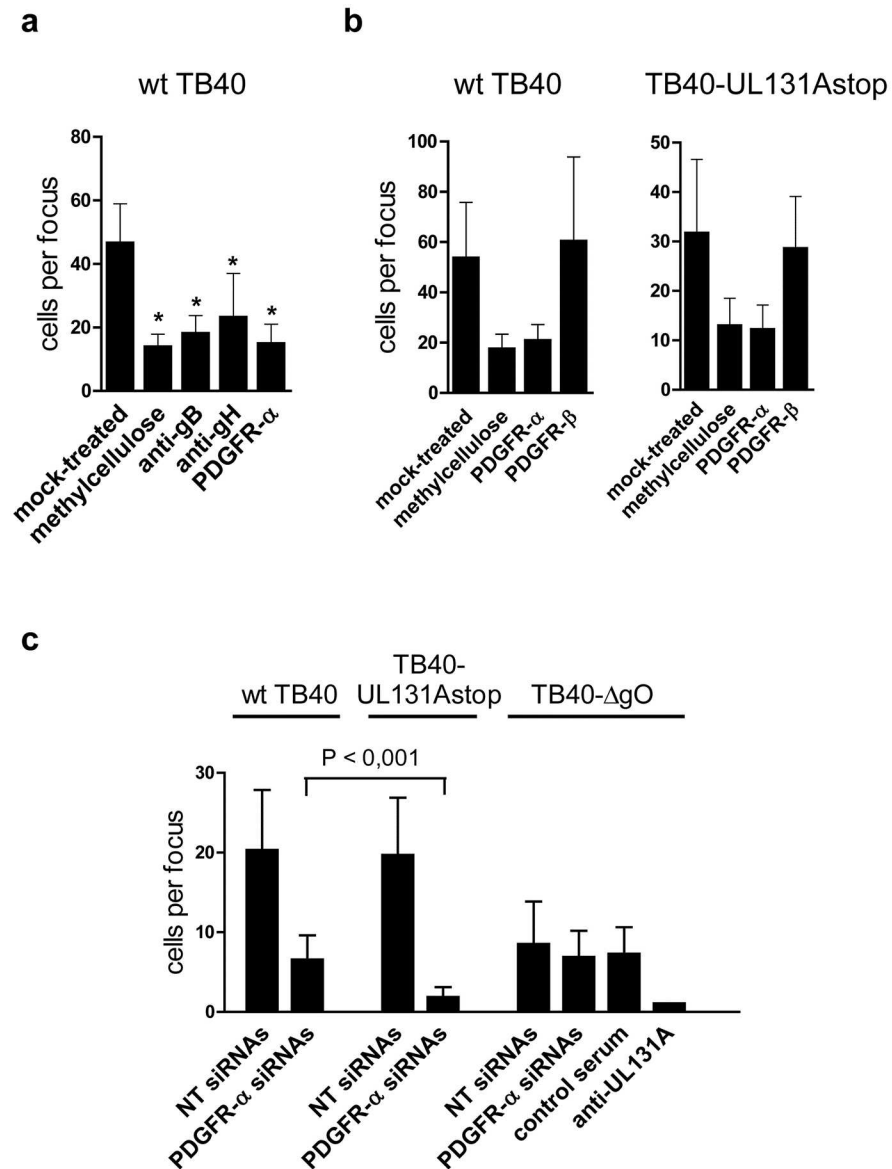 a
wt TB40
cells per focus
80
60
40
20
0
*
*
*
*
mock-treated
methylcellulose
anti-gB
anti-gH
PDGFR-α
b
wt TB40
cells per focus
100
80
60
40
20
0
mock-treated
methylcellulose
PDGFR-α
PDGFR-β
TB40-UL131Astop
50
40
30
20
10
0
mock-treated
methylcellulose
PDGFR-α
PDGFR-β
c
wt TB40
TB40-
UL131Astop
TB40-ΔgO
P < 0,001
cells per focus
30
20
10
0
NT siRNAs
PDGFR-α siRNAs
NT siRNAs
PDGFR-α siRNAs
NT siRNAs
PDGFR-α siRNAs
control serum
anti-UL131A